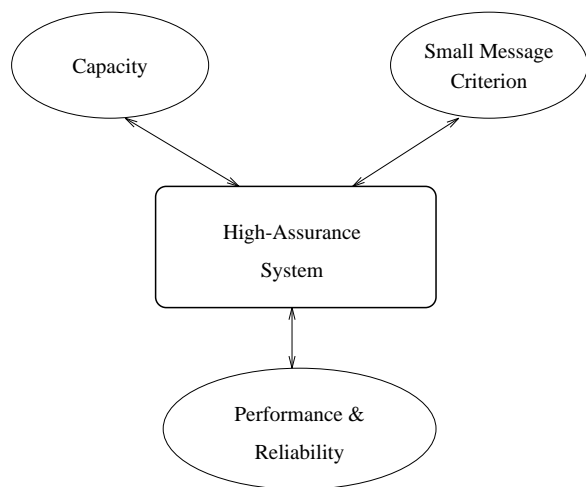 Capacity
Small Message
Criterion
High-Assurance
System
Performance &
Reliability